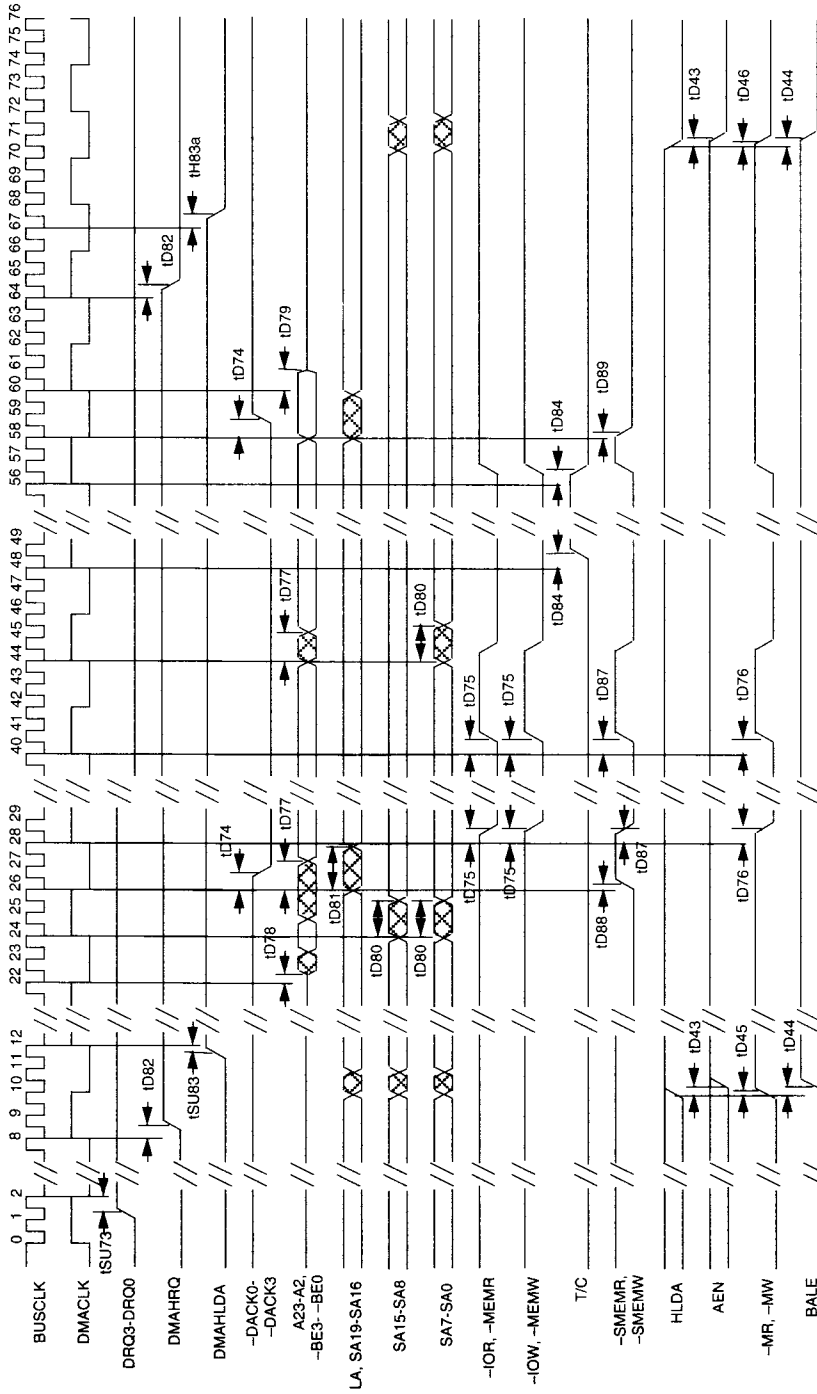 BUSCLK
0 1 2 8 9 10 11 12 22 23 24 25 26 27 28 29 40 41 42 43 44 45 46 47 48 49 56 57 58 59 60 61 62 63 64 65 66 67 68 69 70 71 72 73 74 75 76
DMACLK
DRQ3-DRQ0
tSU73
DMAHRQ
tD82
tD82
DMAHLDA
tSU83
tH83a
–DACK0-
–DACK3
tD74
tD74
A23-A2,
–BE3- –BE0
tD78
tD77
tD77
tD79
LA, SA19-SA16
tD81
SA15-SA8
tD80
SA7-SA0
tD80
tD80
–IOR, –MEMR
tD75
tD75
–IOW, –MEMW
tD75
tD75
T/C
tD84
tD84
–SMEMR,
–SMEMW
tD88
tD87
tD87
tD89
HLDA
AEN
tD43
tD43
–MR, –MW
tD45
tD76
tD76
tD46
BALE
tD44
tD44